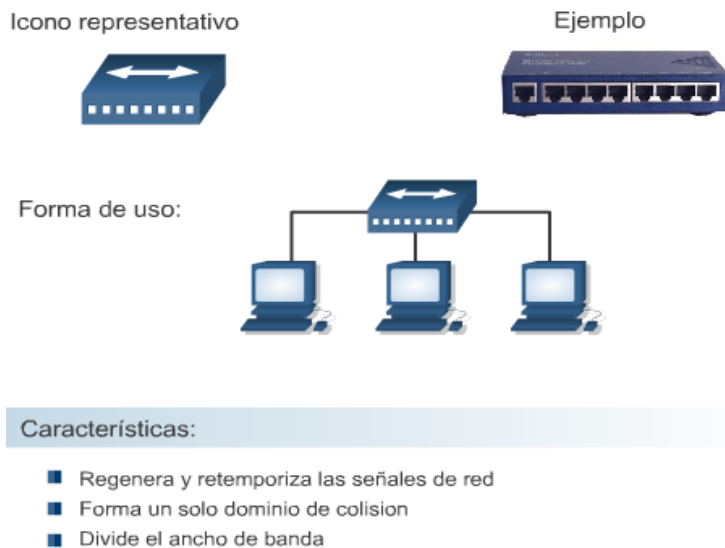 Icono representativo
Ejemplo
Forma de uso:
Características:
Regenera y retemporiza las señales de red
Forma un solo dominio de colision
Divide el ancho de banda